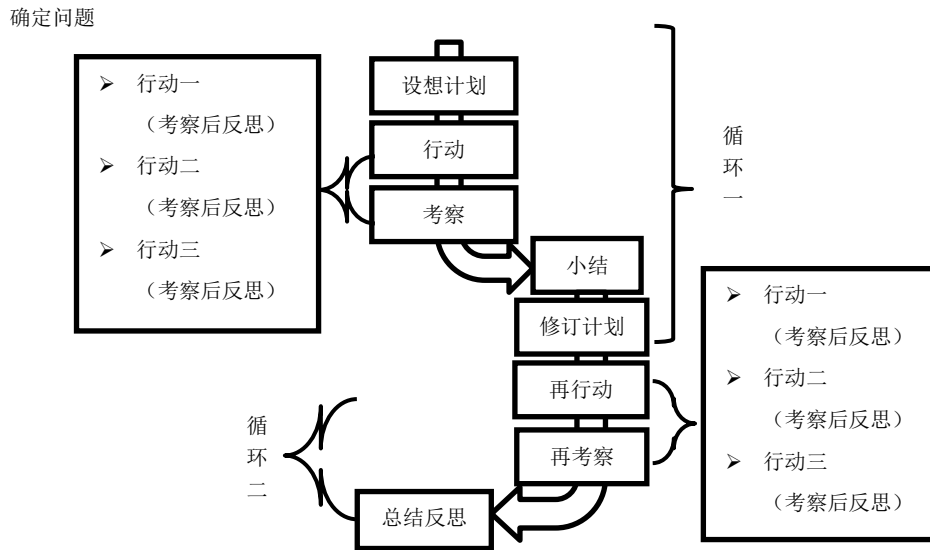 确定问题
行动一
（考察后反思）
行动二
（考察后反思）
行动三
（考察后反思）
设想计划
行动
考察
循
环
一
小结
修订计划
再行动
再考察
行动一
（考察后反思）
行动二
（考察后反思）
行动三
（考察后反思）
循
环
二
总结反思